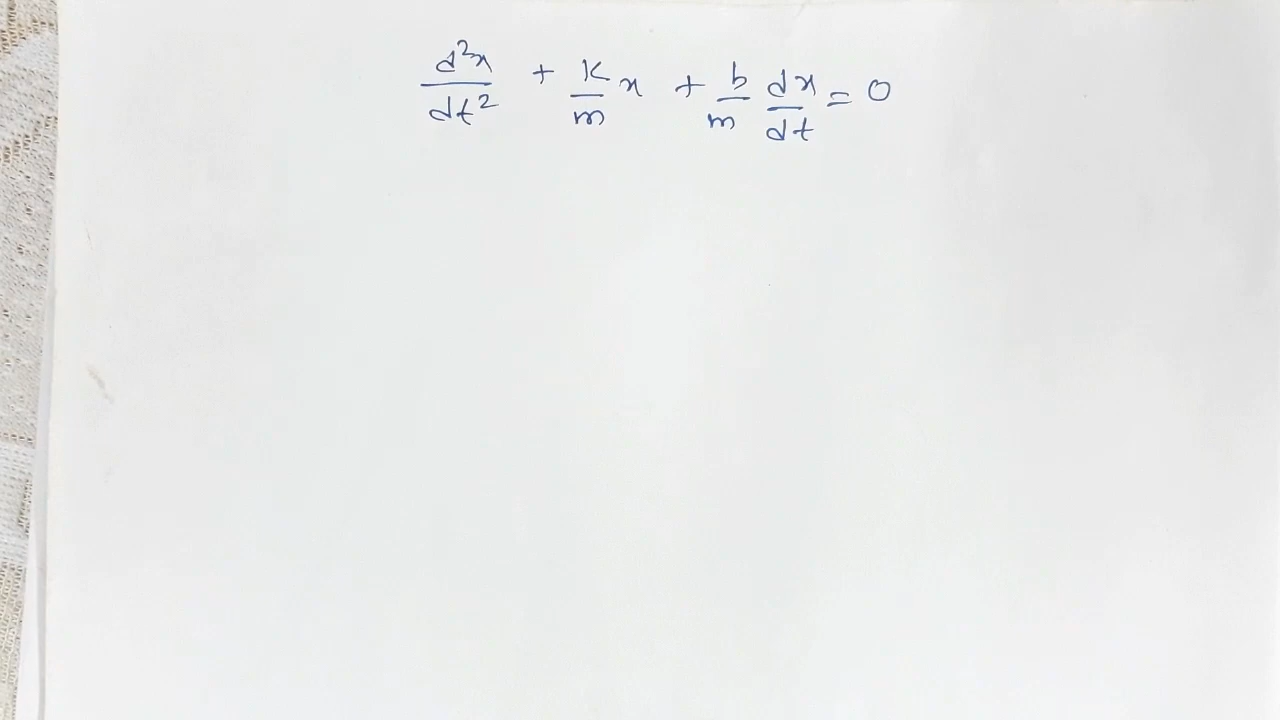 d²x/dt² + K/m x + b/m dx/dt = 0